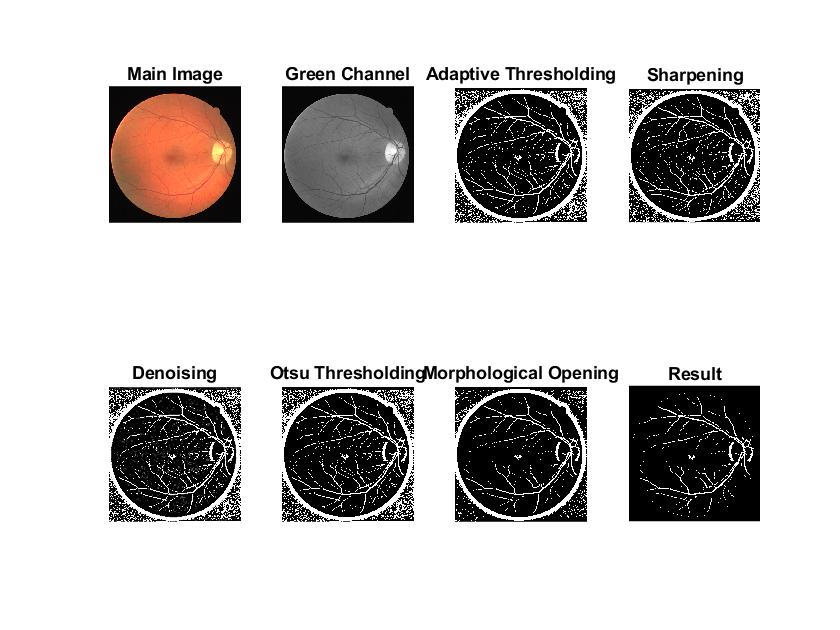 Main Image
Green Channel
Adaptive Thresholding
Sharpening
Denoising
Otsu Thresholding
Morphological Opening
Result